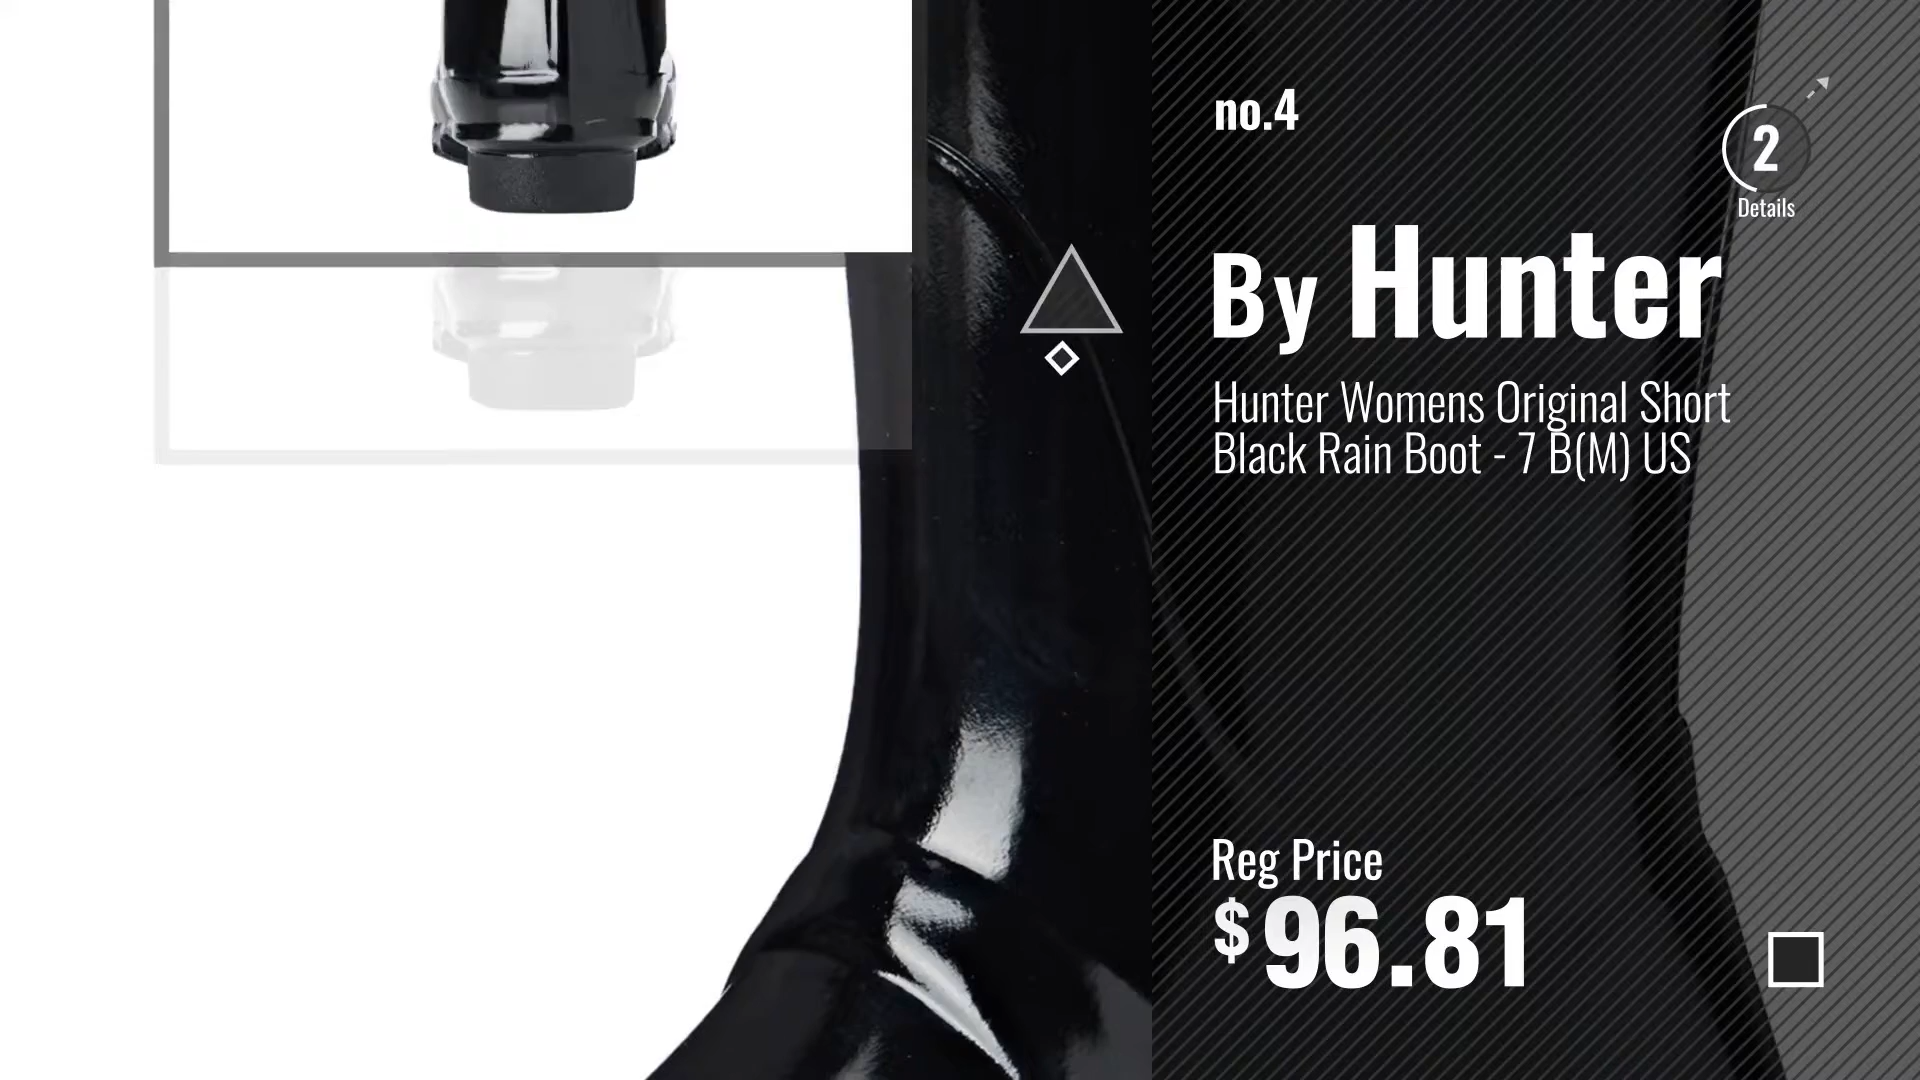 no.4
2
Details
By Hunter
Hunter Womens Original Short
Black Rain Boot - 7 B(M) US
Reg Price
$96.81